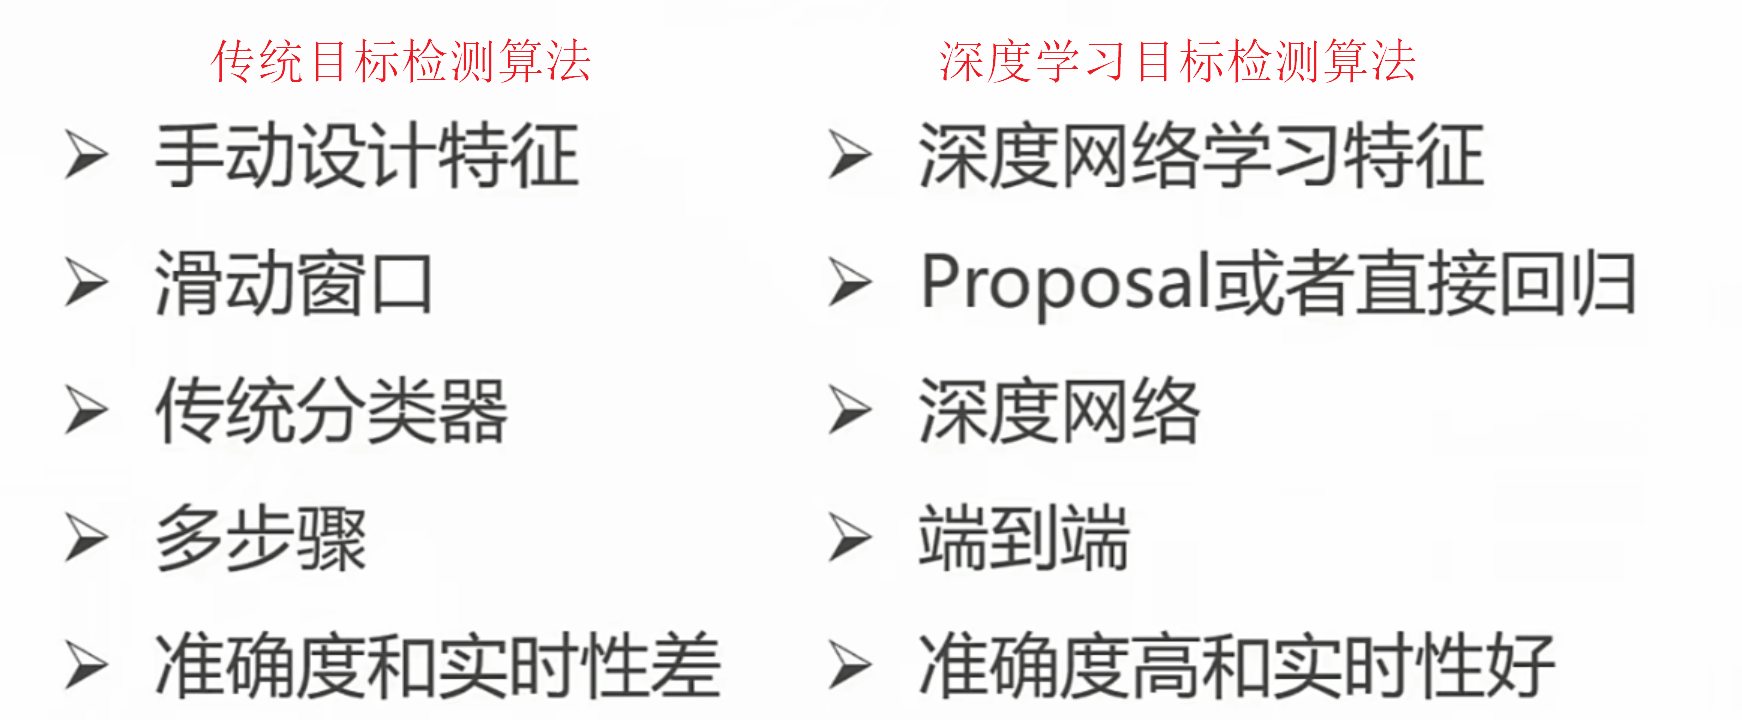 传统目标检测算法
手动设计特征
滑动窗口
传统分类器
多步骤
准确度和实时性差
深度学习目标检测算法
深度网络学习特征
Proposal或者直接回归
深度网络
端到端
准确度高和实时性好